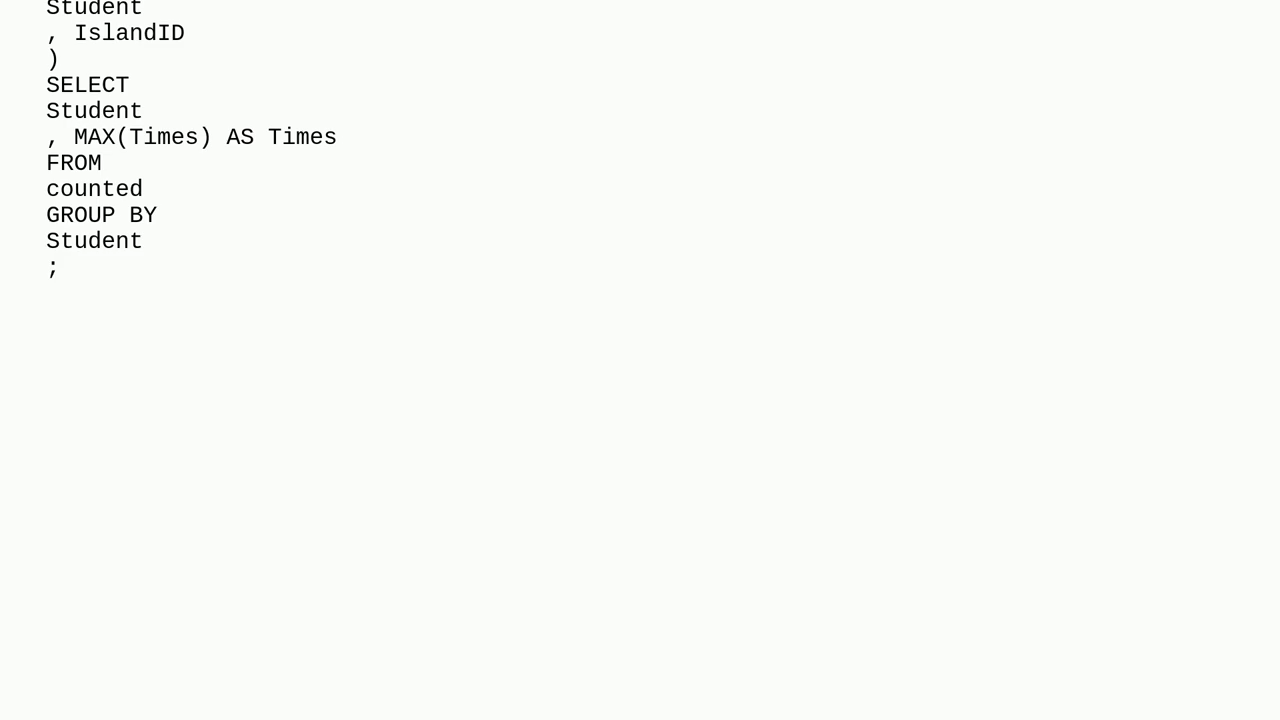 Student
, IslandID
)
SELECT
Student
, MAX(Times) AS Times
FROM
counted
GROUP BY
Student
;